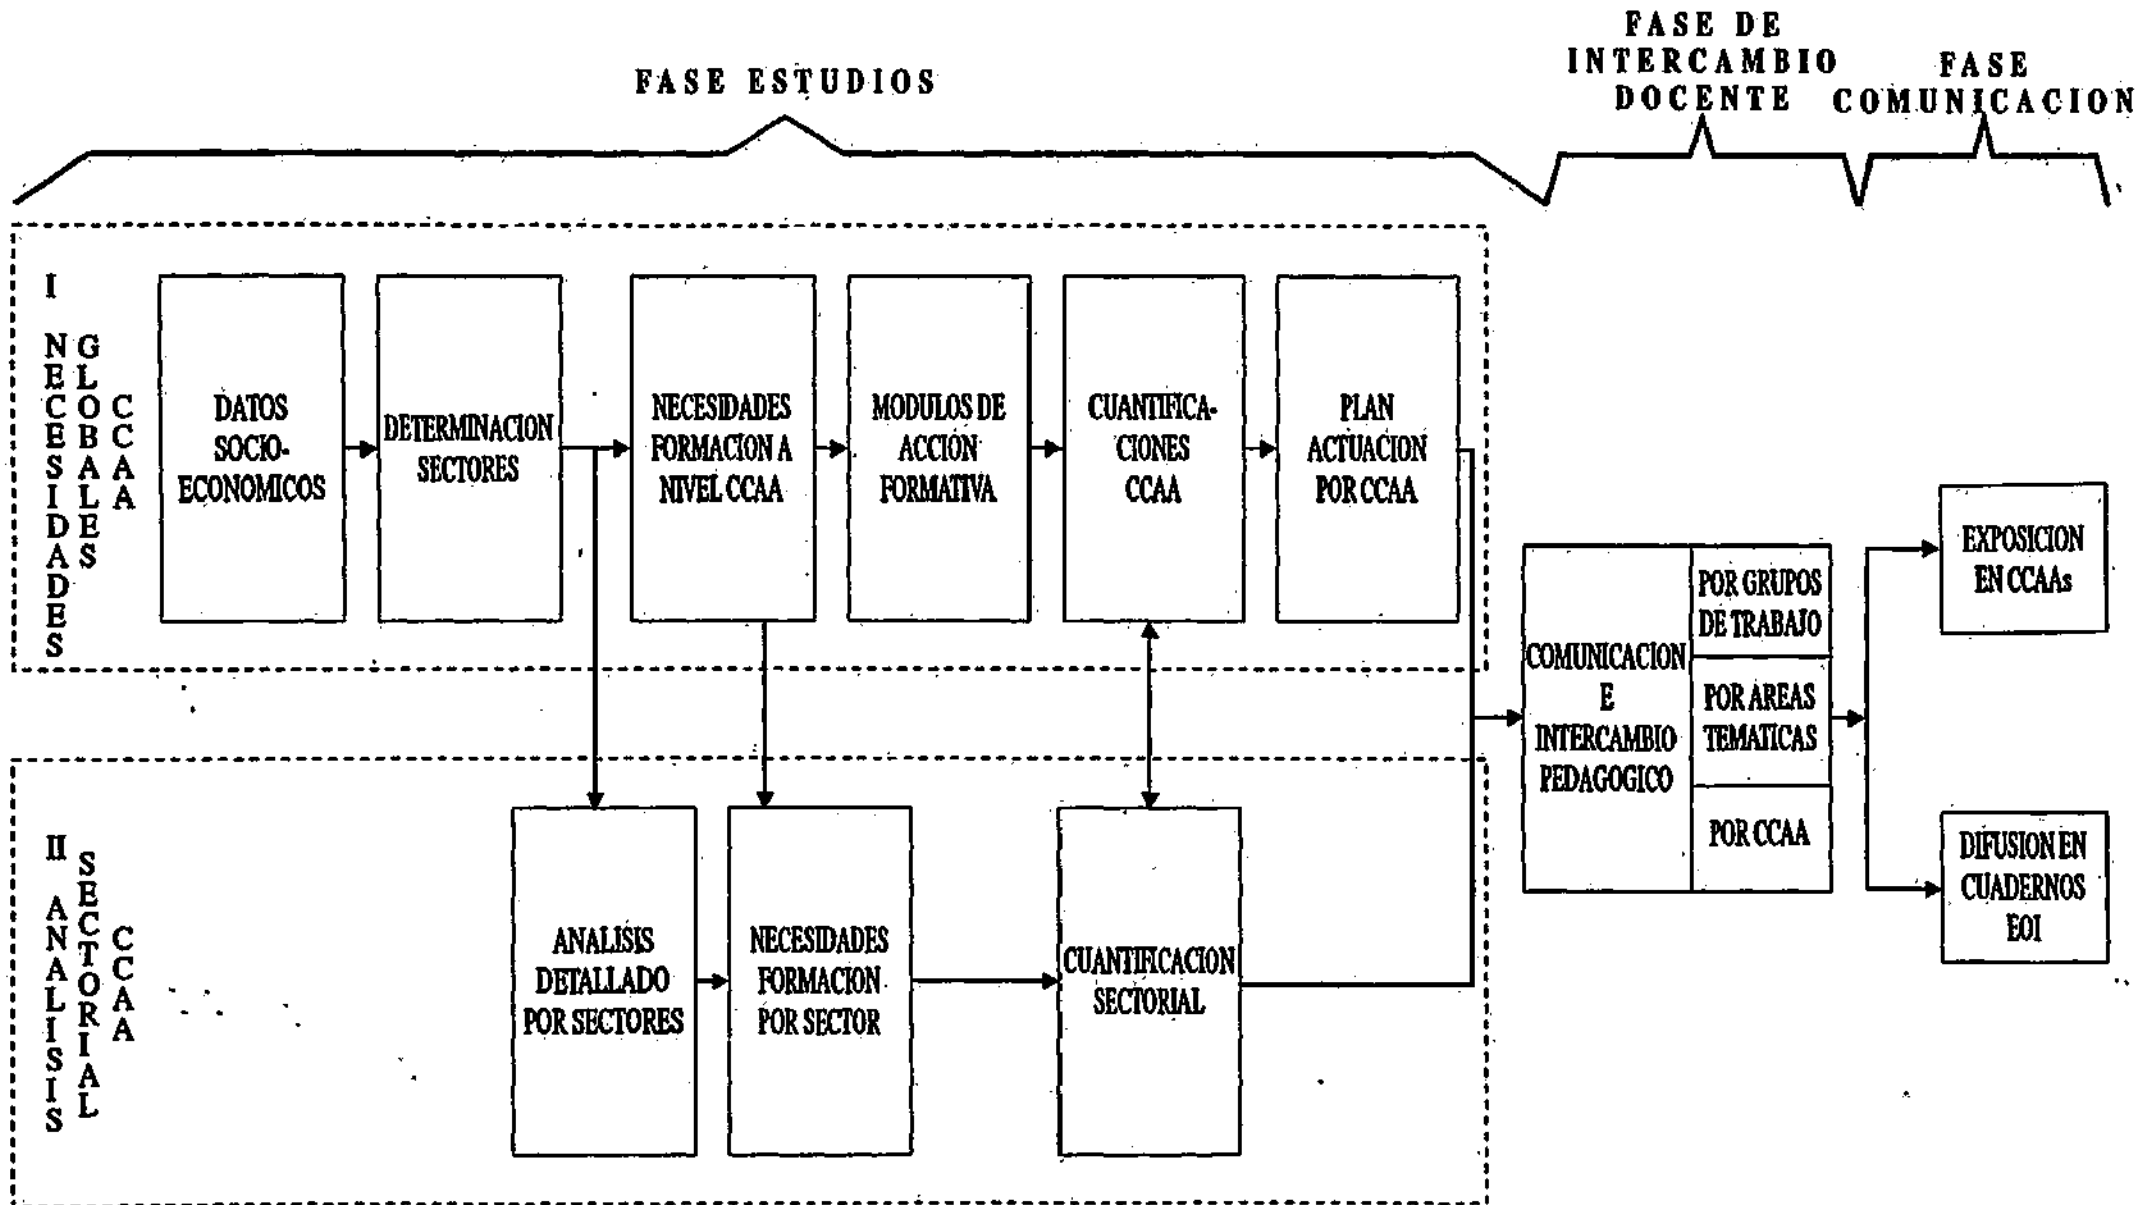 FASE ESTUDIOS
FASE DE
INTERCAMBIO
DOCENTE
FASE
COMUNICACION
I NECESIDADES
GLOBALES
CCAA
DATOS
SOCIO-
ECONOMICOS
DETERMINACION
SECTORES
NECESIDADES
FORMACION A
NIVEL CCAA
MODULOS DE
ACCIÓN
FORMATIVA
CUANTIFICA-
CIONES
CCAA
PLAN
ACTUACION
POR CCAA
II ANALISIS
SECTORIAL
CCAA
ANALISIS
DETALLADO
POR SECTORES
NECESIDADES
FORMACION
POR SECTOR
CUANTIFICACION
SECTORIAL
COMUNICACION
E
INTERCAMBIO
PEDAGOGICO
POR GRUPOS
DE TRABAJO
POR AREAS
TEMATICAS
POR CCAA
EXPOSICION
EN CCAAs
DIFUSION EN
CUADERNOS
EOI